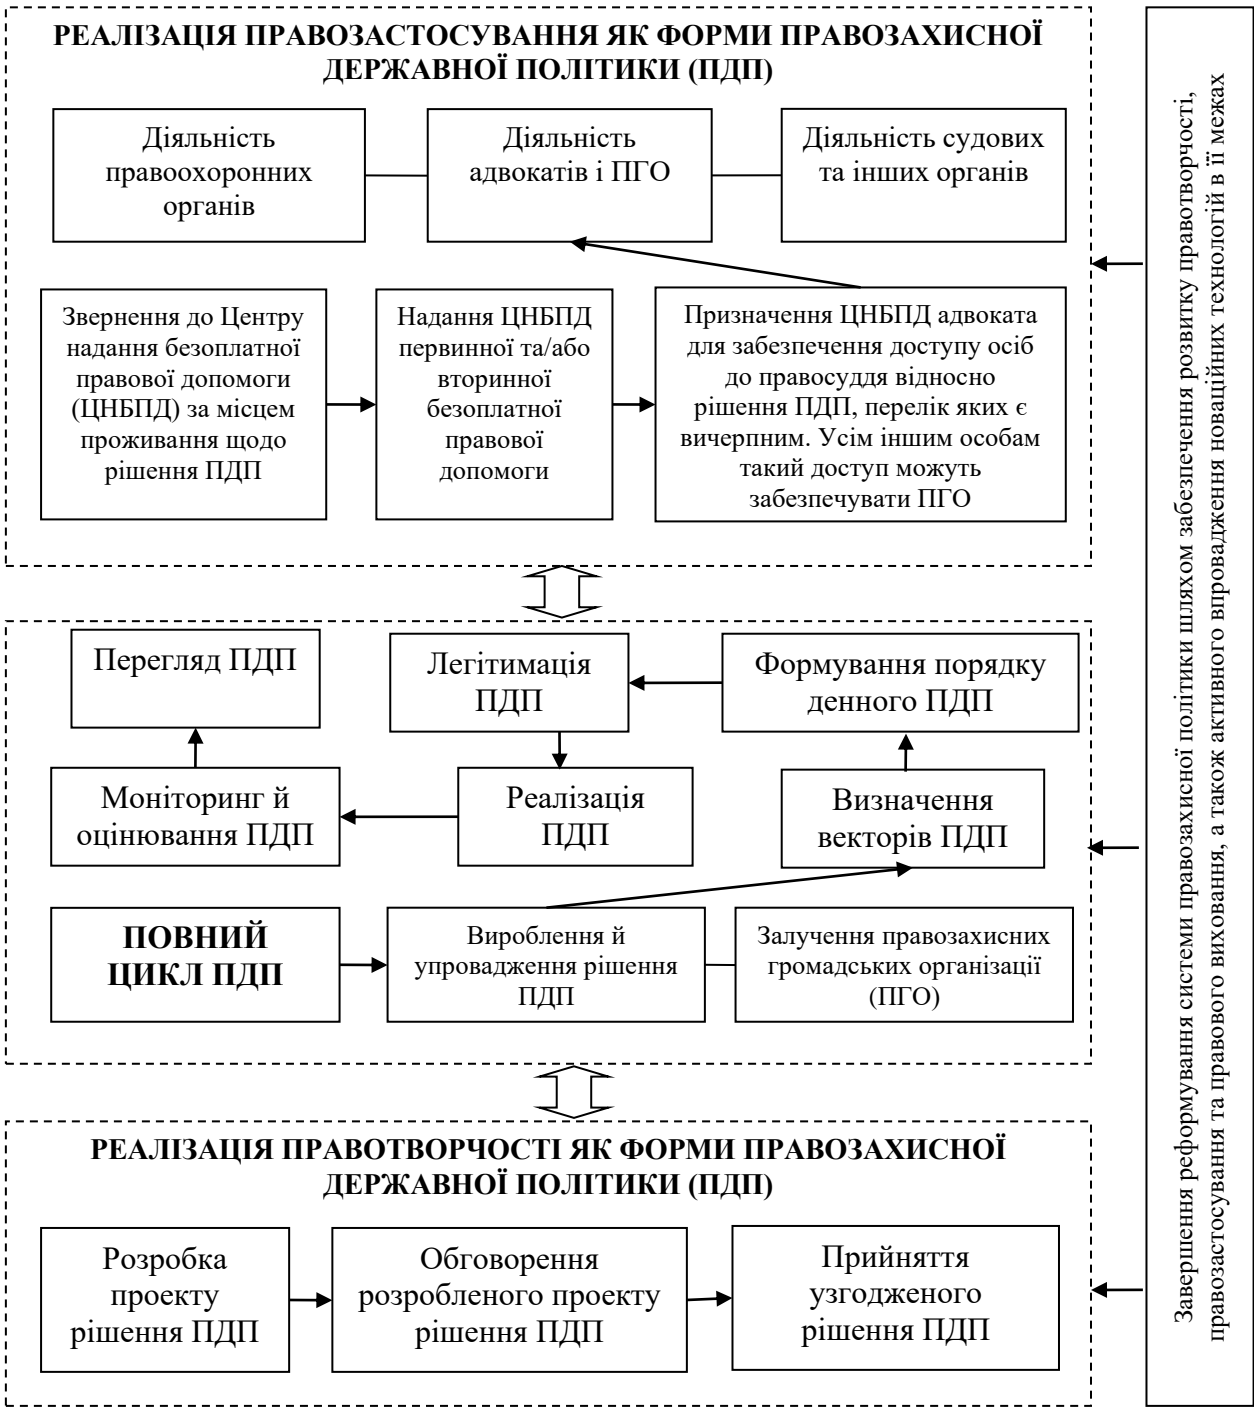 РЕАЛІЗАЦІЯ ПРАВОЗАСТОСУВАННЯ ЯК ФОРМИ ПРАВОЗАХИСНОЇ
ДЕРЖАВНОЇ ПОЛІТИКИ (ПДП)
Діяльність
правоохоронних
органів
Діяльність
адвокатів і ПГО
Діяльність судових
та інших органів
Звернення до Центру
надання безоплатної
правової допомоги
(ЦНБПД) за місцем
проживання щодо
рішення ПДП
Надання ЦНБПД
первинної та/або
вторинної
безоплатної
правової
допомоги
Призначення ЦНБПД адвоката
для забезпечення доступу осіб
до правосуддя відносно
рішення ПДП, перелік яких є
вичерпним. Усім іншим особам
такий доступ можуть
забезпечувати ПГО
Перегляд ПДП
Легітимація
ПДП
Формування порядку
денного ПДП
Моніторинг й
оцінювання ПДП
Реалізація
ПДП
Визначення
векторів ПДП
ПОВНИЙ
ЦИКЛ ПДП
Вироблення й
упровадження рішення
ПДП
Залучення правозахисних
громадських організації
(ПГО)
РЕАЛІЗАЦІЯ ПРАВОТВОРЧОСТІ ЯК ФОРМИ ПРАВОЗАХИСНОЇ
ДЕРЖАВНОЇ ПОЛІТИКИ (ПДП)
Розробка
проекту
рішення ПДП
Обговорення
розробленого проекту
рішення ПДП
Прийняття
узгодженого
рішення ПДП
Завершення реформування системи правозахисної політики шляхом забезпечення розвитку правотворчості,
правозастосування та правового виховання, а також активного впровадження новаційних технологій в її межах